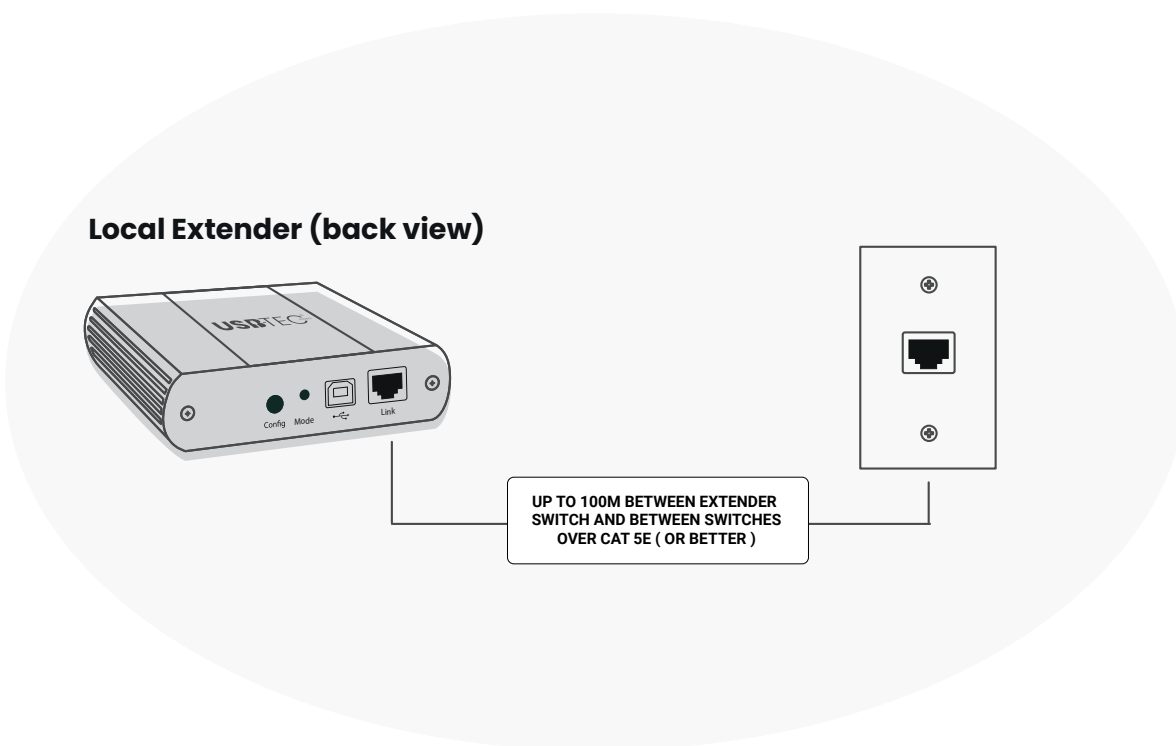 Local Extender (back view)
USBTEC
Config
Mode
Link
UP TO 100M BETWEEN EXTENDER
SWITCH AND BETWEEN SWITCHES
OVER CAT 5E ( OR BETTER )